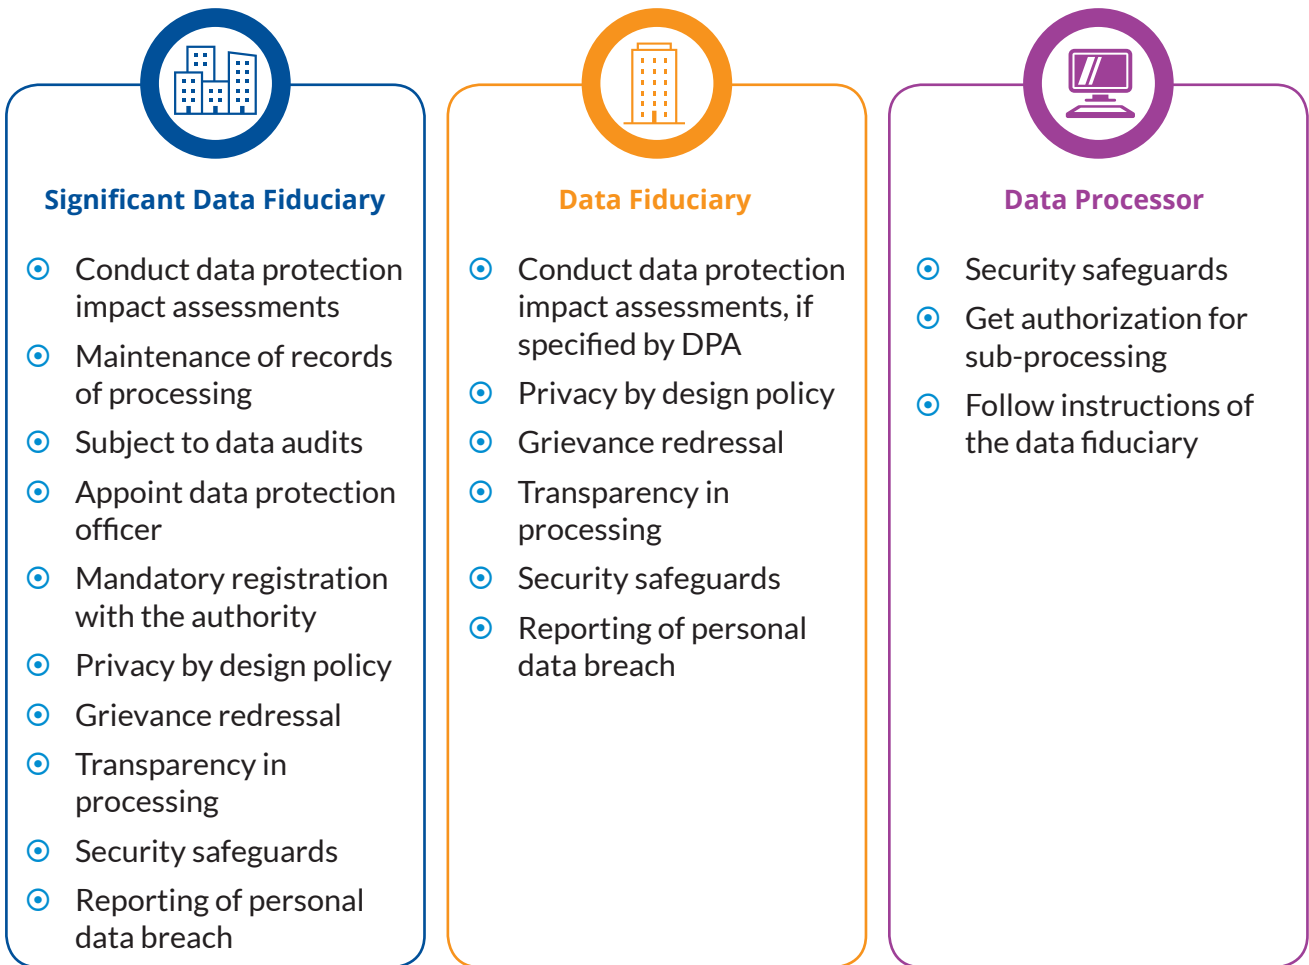 Significant Data Fiduciary
Conduct data protection
impact assessments
Maintenance of records
of processing
Subject to data audits
Appoint data protection
officer
Mandatory registration
with the authority
Privacy by design policy
Grievance redressal
Transparency in
processing
Security safeguards
Reporting of personal
data breach
Data Fiduciary
Conduct data protection
impact assessments, if
specified by DPA
Privacy by design policy
Grievance redressal
Transparency in
processing
Security safeguards
Reporting of personal
data breach
Data Processor
Security safeguards
Get authorization for
sub-processing
Follow instructions of
the data fiduciary